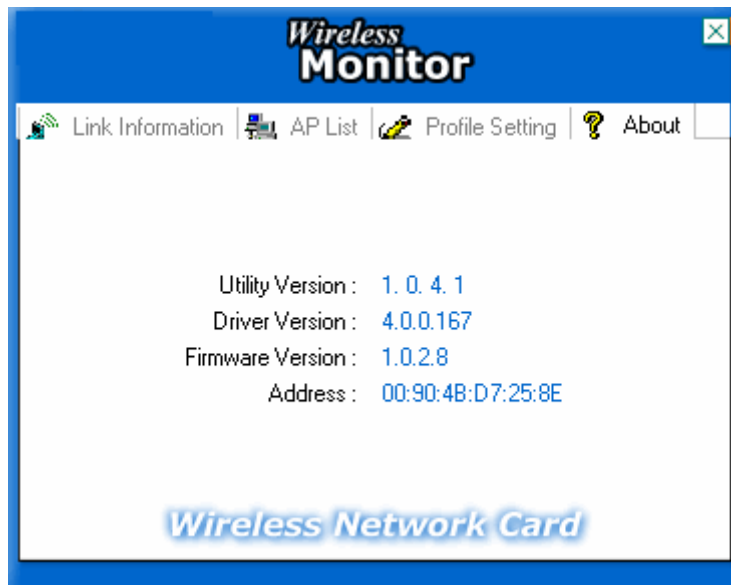 Wireless
Monitor
Link Information AP List Profile Setting ? About
Utility Version : 1. 0. 4. 1
Driver Version : 4.0.0.167
Firmware Version : 1.0.2.8
Address : 00:90:4B:D7:25:8E
Wireless Network Card